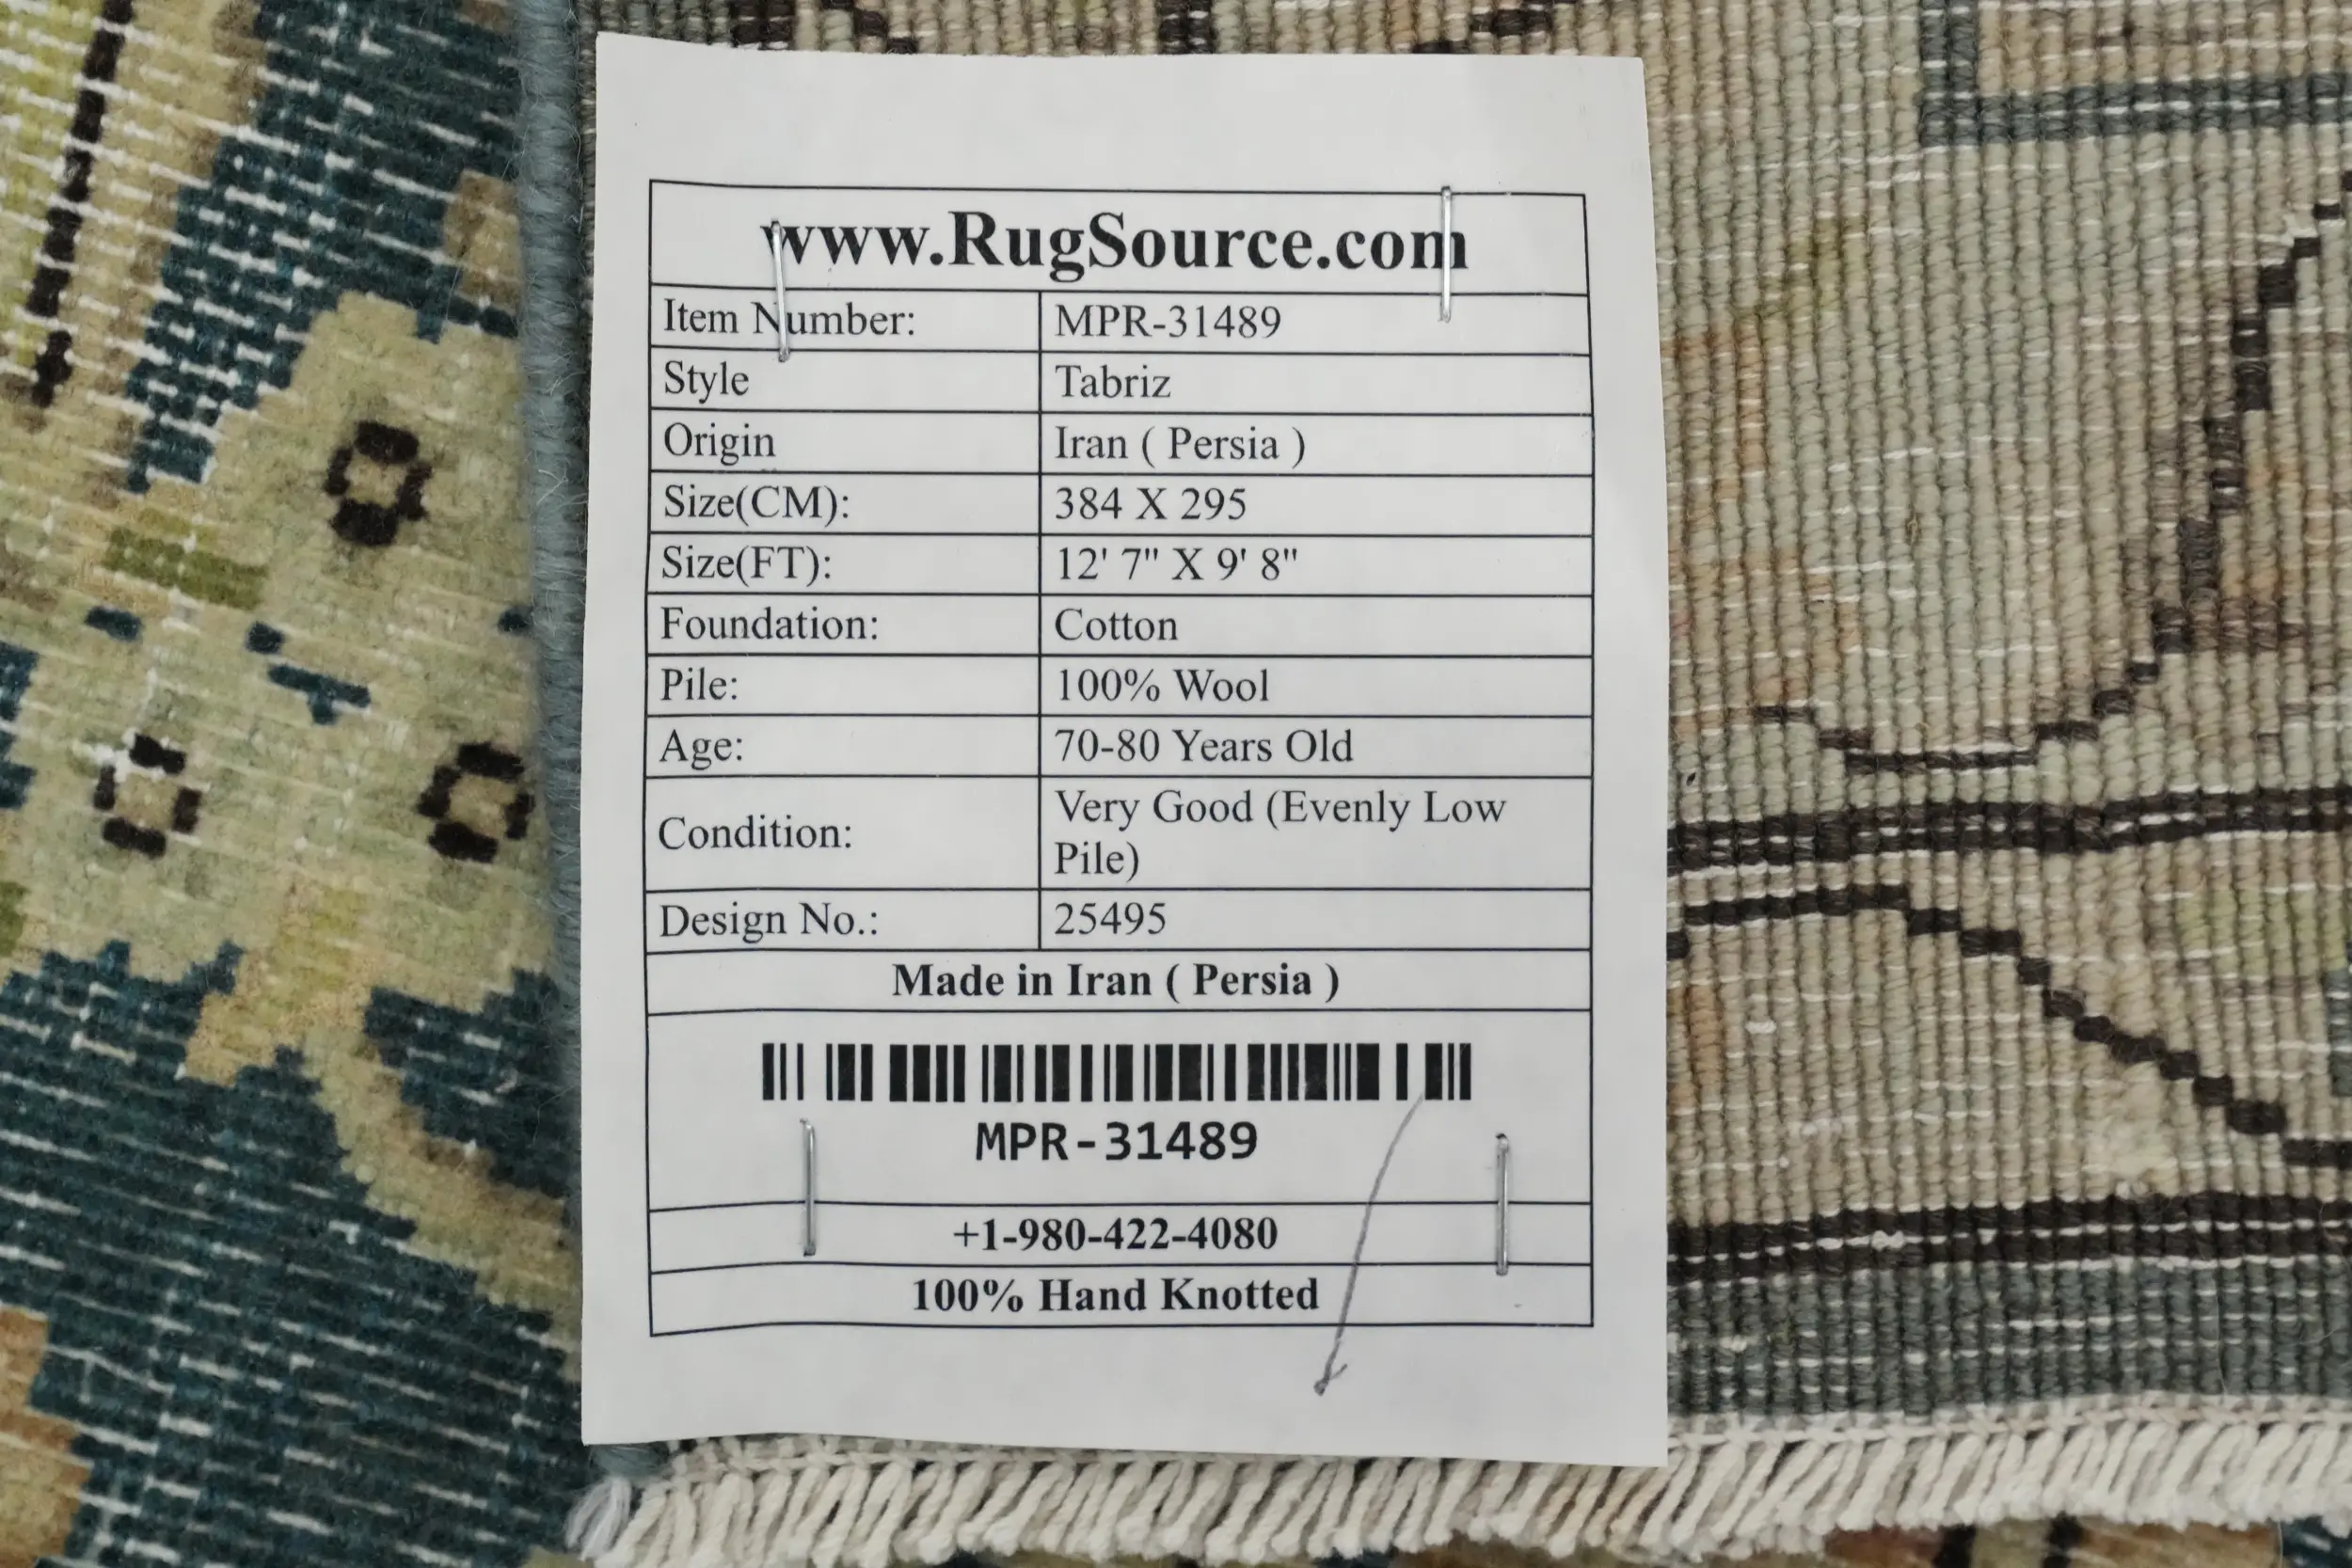 www.RugSource.com
Item Number: MPR-31489
Style Tabriz
Origin Iran ( Persia )
Size(CM): 384 X 295
Size(FT): 12' 7" X 9' 8"
Foundation: Cotton
Pile: 100% Wool
Age: 70-80 Years Old
Condition: Very Good (Evenly Low
Pile)
Design No.: 25495
Made in Iran ( Persia )
MPR-31489
+1-980-422-4080
100% Hand Knotted